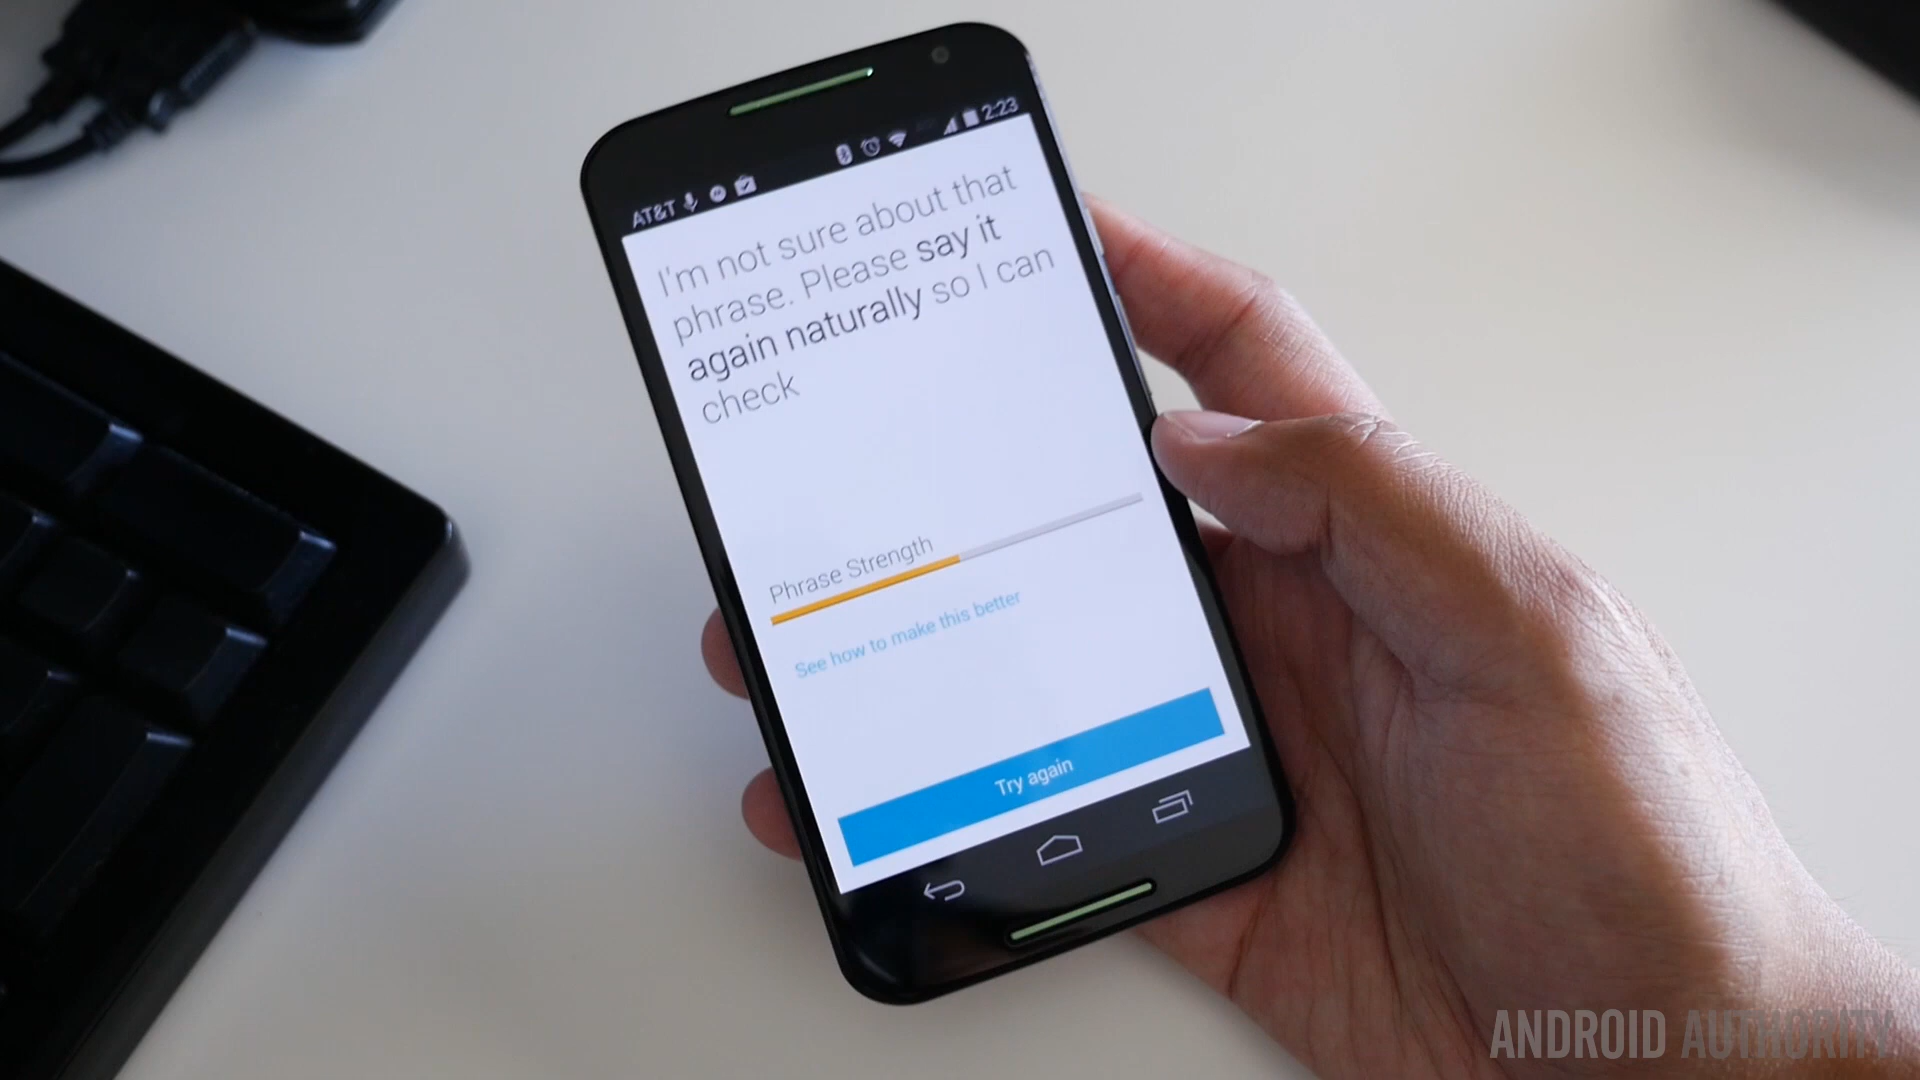 AT&T 2:23
I'm not sure about that
phrase. Please say it
again naturally so I can
check
Phrase Strength
See how to make this better
Try again
ANDROID AUTHORITY